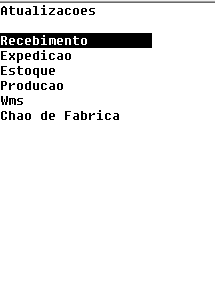 Atualizacoes
Recebimento
Expedicao
Estoque
Producao
Wms
Chao de Fabrica